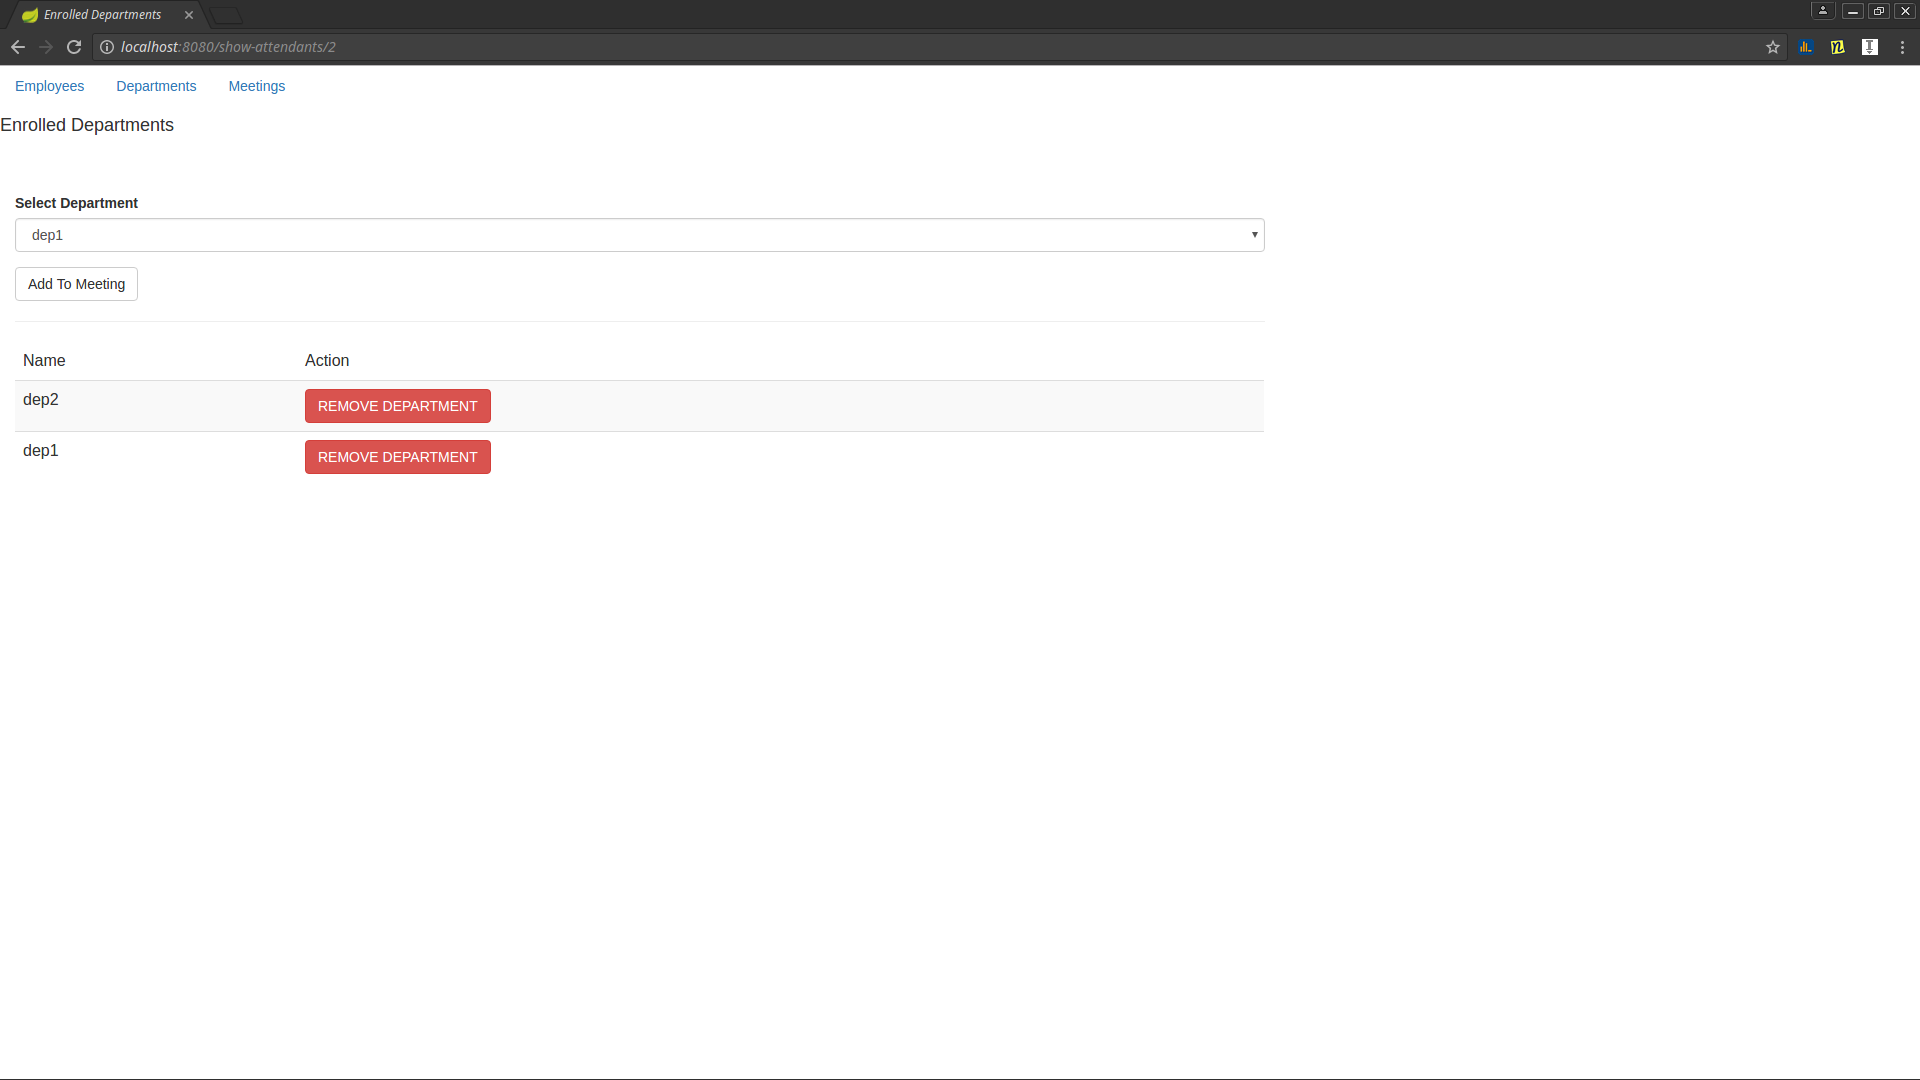 Enrolled Departments
localhost:8080/show-attendants/2
Employees Departments Meetings
Enrolled Departments
Select Department
dep1
Add To Meeting
Name Action
dep2 REMOVE DEPARTMENT
dep1 REMOVE DEPARTMENT